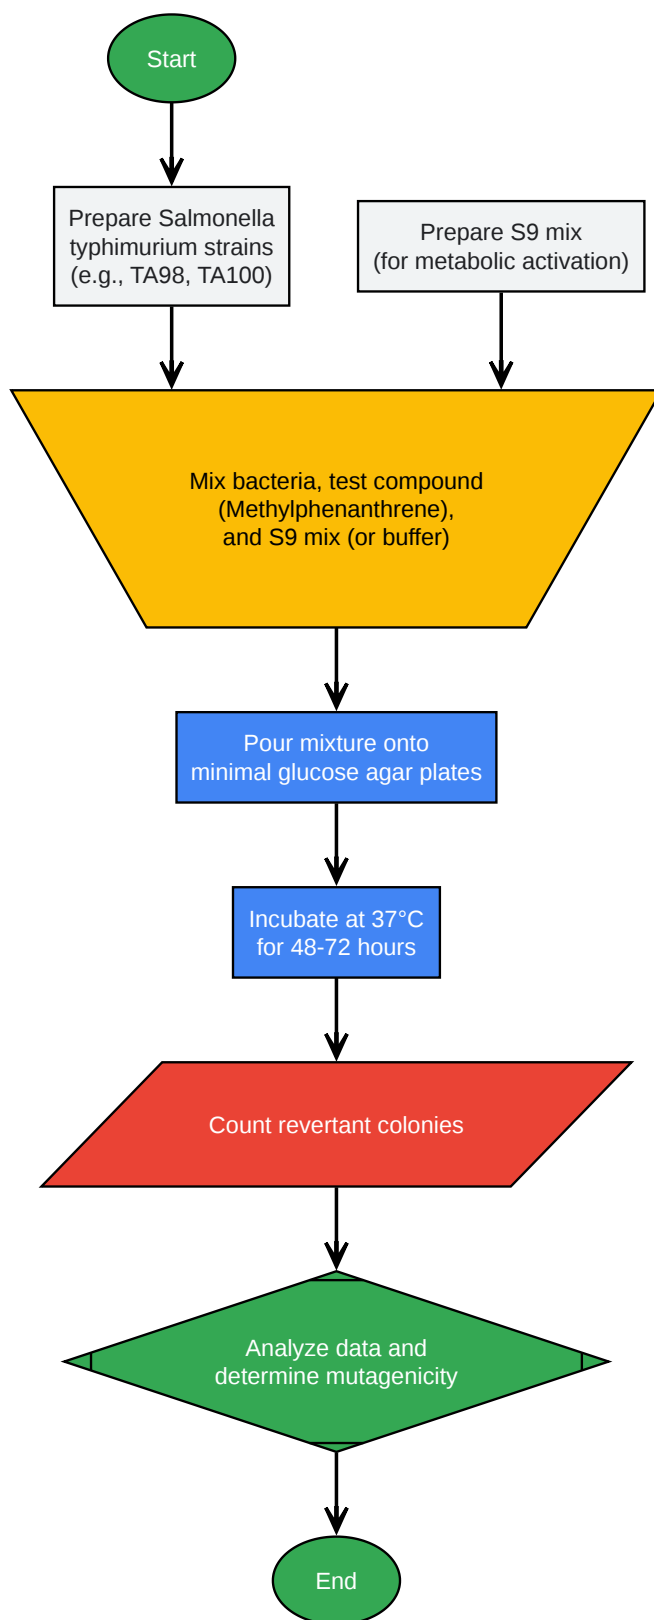 Start
Prepare Salmonella
typhimurium strains
(e.g., TA98, TA100)
Prepare S9 mix
(for metabolic activation)
Mix bacteria, test compound
(Methylphenanthrene),
and S9 mix (or buffer)
Pour mixture onto
minimal glucose agar plates
Incubate at 37°C
for 48-72 hours
Count revertant colonies
Analyze data and
determine mutagenicity
End